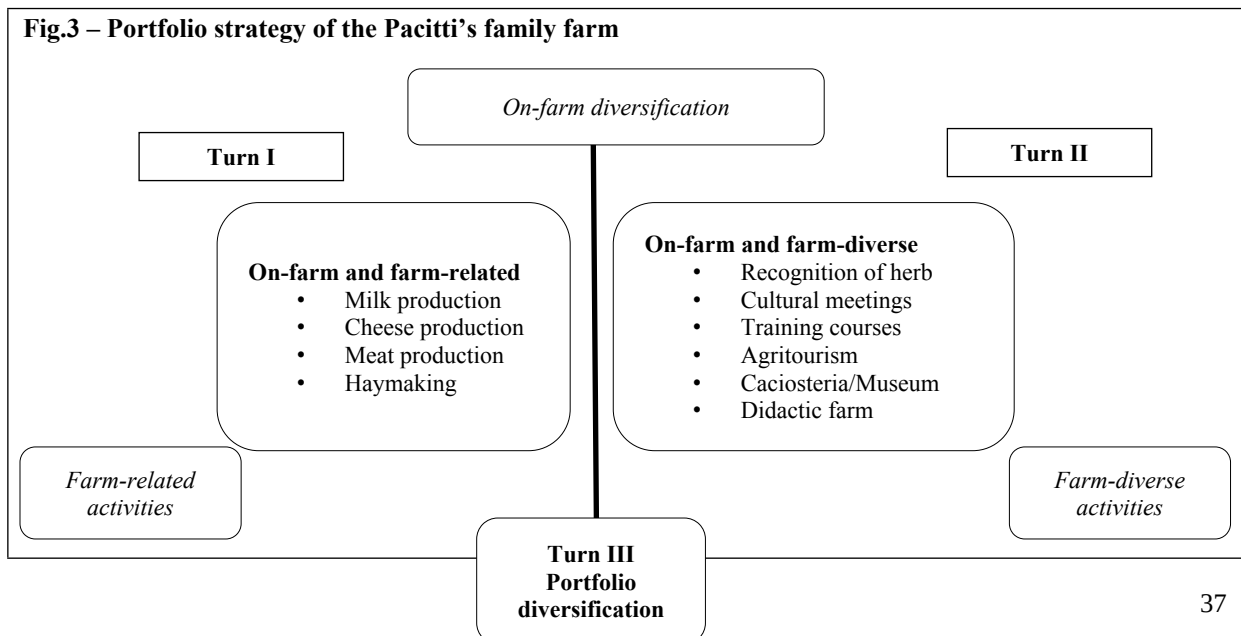 Fig.3 – Portfolio strategy of the Pacitti's family farm
On-farm diversification
Turn I
Turn II
On-farm and farm-related
• Milk production
• Cheese production
• Meat production
• Haymaking
On-farm and farm-diverse
• Recognition of herb
• Cultural meetings
• Training courses
• Agritourism
• Caciosteria/Museum
• Didactic farm
Farm-related
activities
Farm-diverse
activities
Turn III
Portfolio
diversification
37